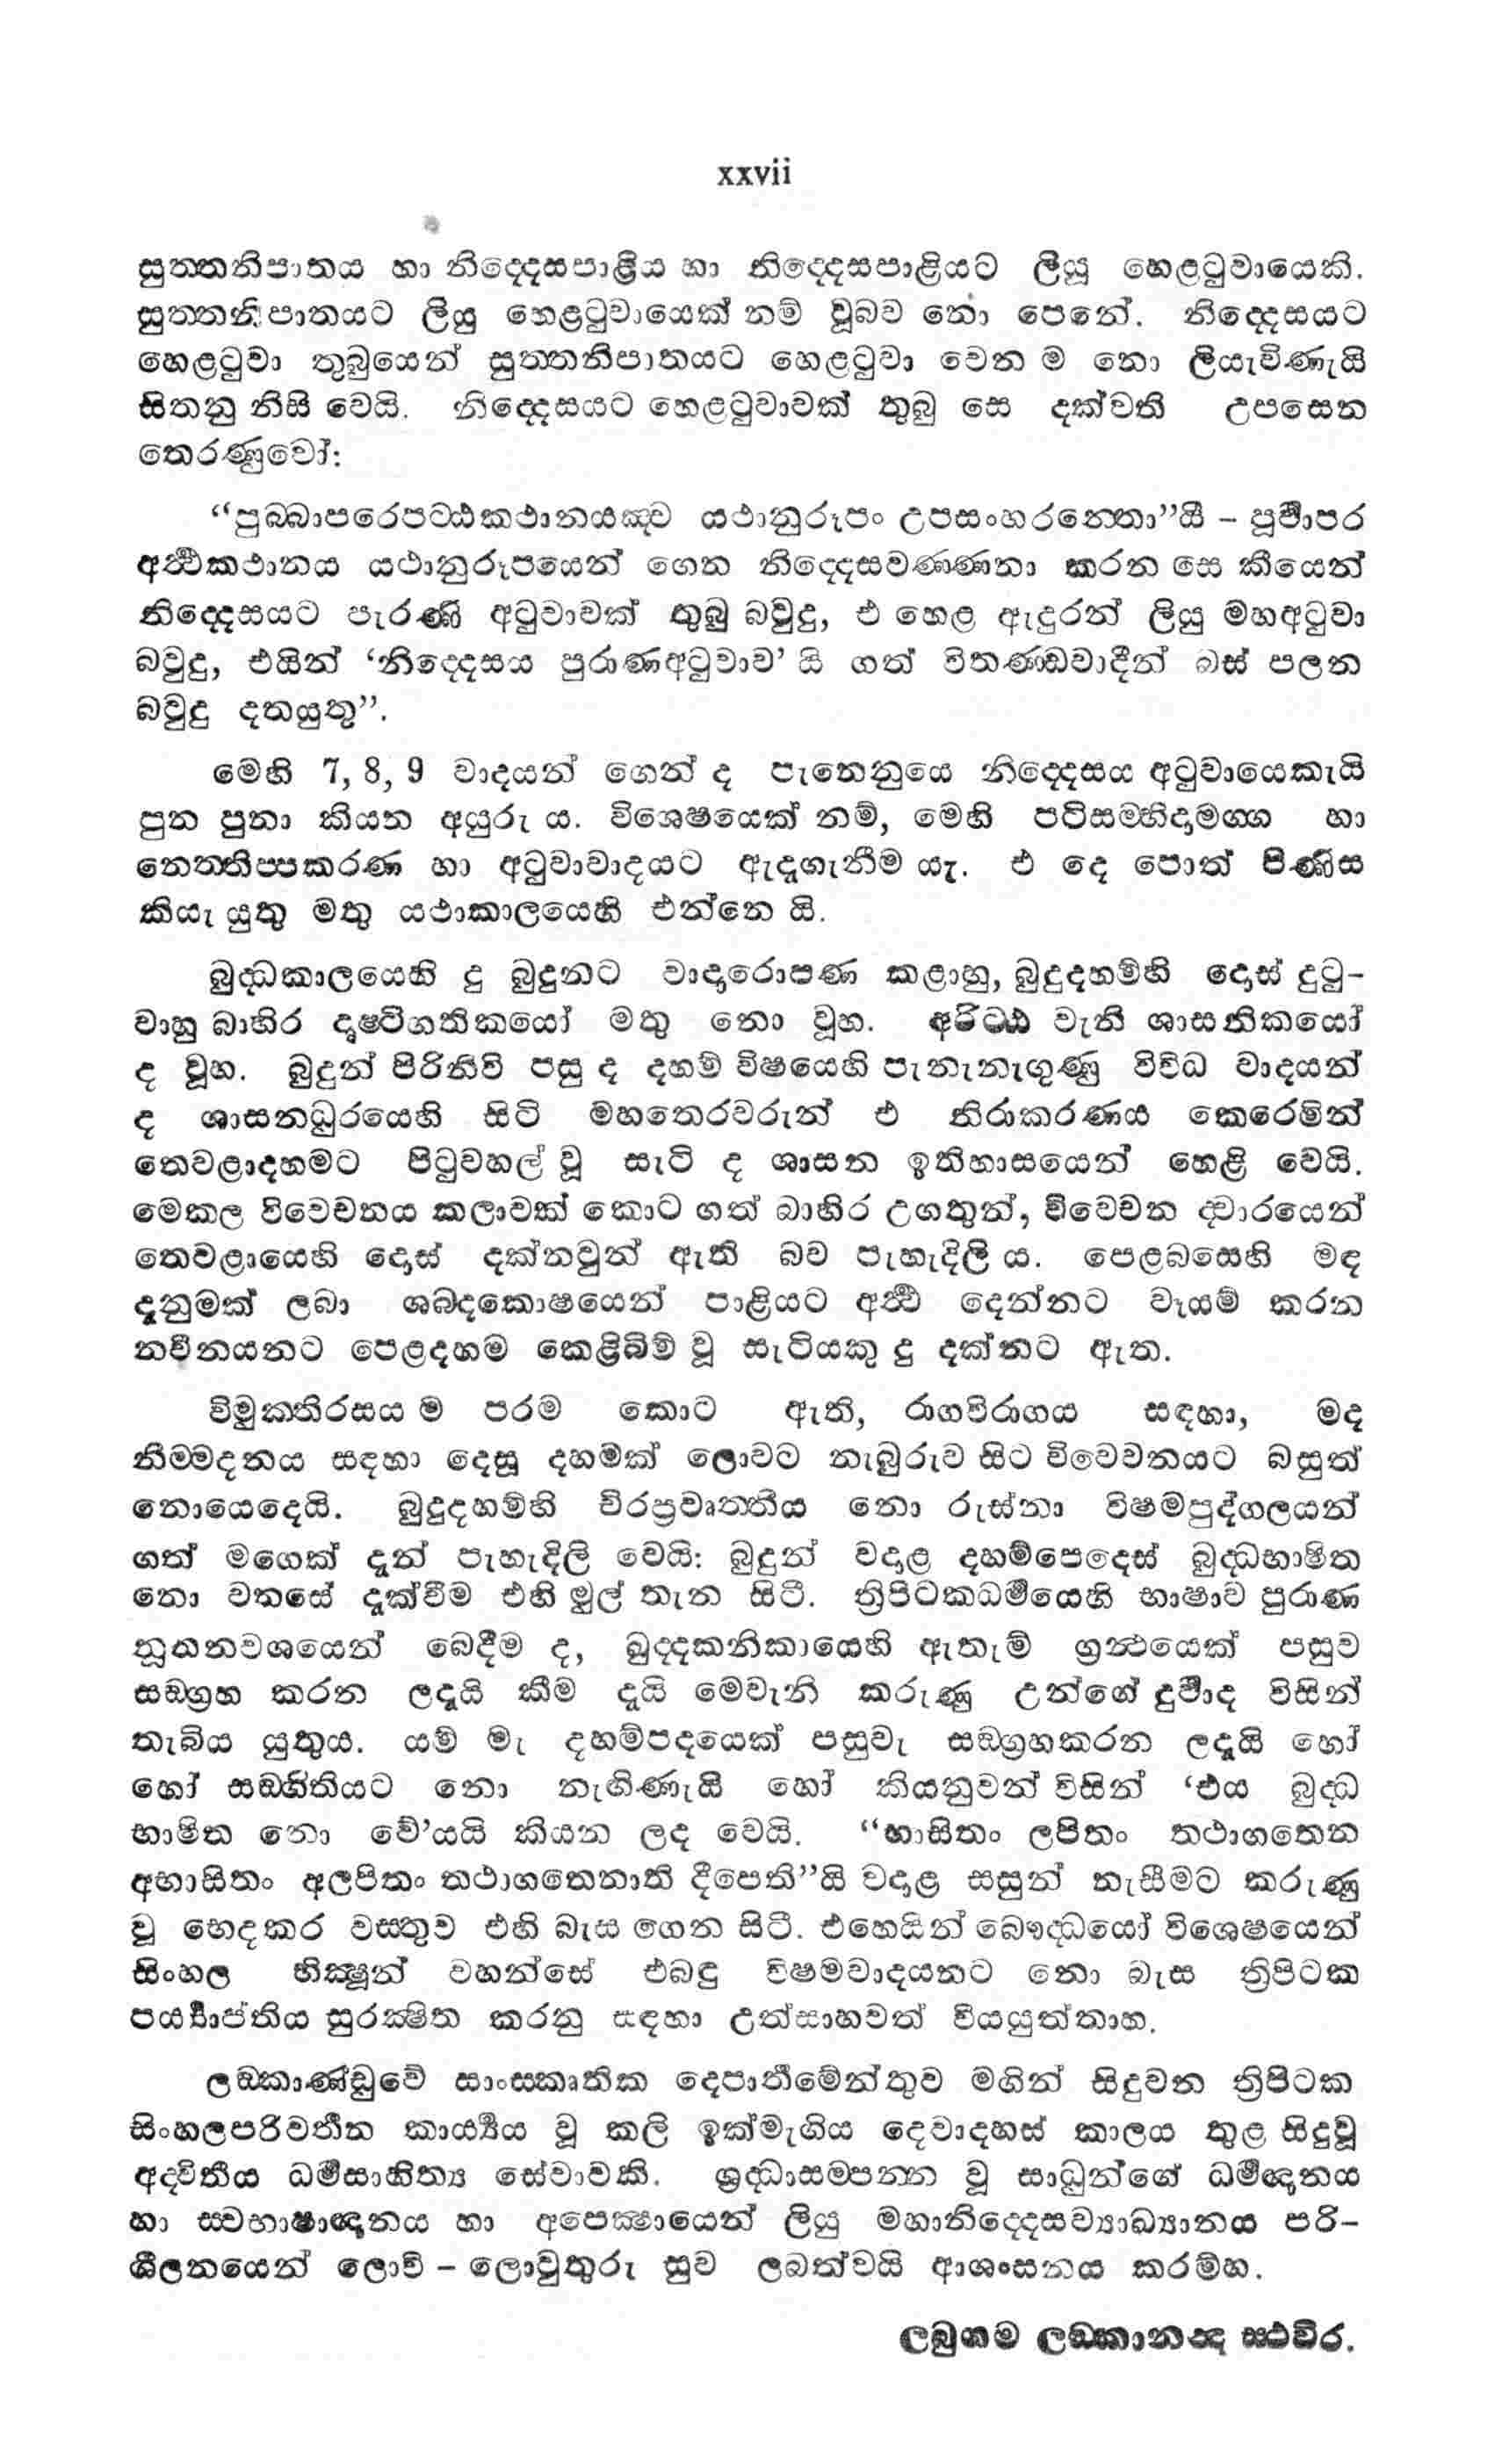 xxvii
සුත්තනිපාතය හා නිද්දෙසපාළිය හා නිද්දෙසපාළියට ලියූ හෙළටුවායෙකි.
සුත්තනිපාතයට ලියු හෙළටුවායෙක් නම් වූබව නො පෙනේ. නිද්දෙසයට
හෙළටුවා තුබුයෙන් සුත්තනිපාතයට හෙළටුවා වෙන ම නො ලියැවිණැයි
සිතනු නිසි වෙයි. නිද්දෙසයට හෙළටුවාවක් තුබු සෙ දක්වති උපසෙන
තෙරණුවෝ:
“පුබ්බාපරෙපට්ඨකථානයඤ්ච යථානුරූපං උපසංහරන්තො”යී – පූර්‍වාපර
අර්‍ත්‍ථකථානය යථානුරූපයෙන් ගෙන නිද්දෙසවණ්ණනා කරන සෙ කීයෙන්
නිද්දෙසයට පැරණි අටුවාවක් තුබු බවුදු, එ හෙළ ඇදුරන් ලියු මහඅටුවා
බවුදු, එයින් ‘නිද්දෙසය පුරාණඅටුවාව’ යි ගත් විතණ්ඩවාදීන් බස් පලන
බවුදු දතයුතු”.
මෙහි 7, 8, 9 වාදයන් ගෙන් ද පැනෙනුයෙ නිද්දෙසය අටුවායෙකැයි
පුන පුනා කියන අයුරු ය. විශෙෂයෙක් නම්, මෙහි පටිසම්භිදාමග්ග හා
නෙත්තිප්පකරණ හා අටුවාවාදයට ඇදගැනීම යැ. එ දෙ පොත් පිණිස
කියැ යුතු මතු යථාකාලයෙහි එන්නෙ යි.
බුද්ධකාලයෙහි දු බුදුනට වාදාරොපණ කළාහු, බුදුදහම්හි දොස් දුටු-
වාහු බාහිර දෘෂ්ටිගතිකයෝ මතු නො වූහ. අරිට්ඨ වැනි ශාසනිකයෝ
ද වූහ. බුදුන් පිරිනිවි පසු ද දහම් විෂයෙහි පැනැනැගුණු විවිධ වාදයන්
ද ශාසනධුරයෙහි සිටි මහතෙරවරුන් එ නිරාකරණය කෙරෙමින්
තෙවළාදහමට පිටුවහල් වූ සැටි ද ශාසන ඉතිහාසයෙන් හෙළි වෙයි.
මෙකල විවෙචනය කලාවක් කොට ගත් බාහිර උගතුන්, විවෙචන ද්වාරයෙන්
තෙවළායෙහි දොස් දක්නවුන් ඇති බව පැහැදිලි ය. පෙළබසෙහි මඳ
දැනුමක් ලබා ශබ්දකොෂයෙන් පාළියට අර්‍ත්‍ථ දෙන්නට වෑයම් කරන
නවීනයනට පෙළදහම කෙළිබිම් වූ සැටියකු දු දක්නට ඇත.
විමුක්තිරසය ම පරම කොට ඇති, රාගවිරාගය සඳහා, මද
නිම්මදනය සඳහා දෙසූ දහමක් ලොවට නැබුරුව සිට විවෙවනයට බසුත්
නොයෙදෙයි. බුදුදහම්හි චිරප්‍රවෘත්තිය නො රුස්නා විෂමපුද්ගලයන්
ගත් මගෙක් දැන් පැහැදිලි වෙයි: බුදුන් වදාළ දහම්පෙදෙස් බුද්ධභාෂිත
නො වතසේ දැක්වීම එහි මුල් තැන සිටී. ත්‍රිපිටකධර්‍මයෙහි භාෂාව පුරාණ
නූතනවශයෙන් බෙදීම ද, ඛුද්දකනිකායෙහි ඇතැම් ග්‍රන්‍ථයෙක් පසුව
සඞ්ග්‍රහ කරන ලදැයි කීම දැයි මෙවැනි කරුණු උන්ගේ දුර්‍වාද විසින්
තැබිය යුතුය. යම් මැ දහම්පදයෙක් පසුවැ සඞ්ග්‍රහකරන ලදැයි හෝ
හෝ සඞ්ගීතියට නො නැඟිණැයි හෝ කියනුවන් විසින් ‘එය බුද්ධ
භාෂිත නො වේ’යයි කියන ලද වෙයි. “භාසිතං ලපිතං තථාගතෙන
අභාසිතං අලපිතං තථාගතෙනාති දීපෙති”යි වදාළ සසුන් නැසීමට කරුණු
වූ භෙදකර වස්තුව එහි බැස ගෙන සිටී. එහෙයින් බෞද්ධයෝ විශෙෂයෙන්
සිංහල භික්‍ෂූන් වහන්සේ එබඳු විෂමවාදයනට නො බැස ත්‍රිපිටක
පර්‍ය්‍යාප්තිය සුරක්‍ෂිත කරනු සඳහා උත්සාහවත් වියයුත්තාහ.
ලඞ්කාණ්ඩුවේ සාංස්කෘතික දෙපාර්‍තමේන්තුව මගින් සිදුවන ත්‍රිපිටක
සිංහලපරිවර්‍තන කාර්‍ය්‍යය වූ කලි ඉක්මැගිය දෙවාදහස් කාලය තුළ සිදුවූ
අද්විතීය ධර්‍මසාහිත්‍ය සේවාවකි. ශ්‍රද්ධාසම්පන්න වූ සාධුන්ගේ ධර්‍මඥානය
හා ස්වභාෂාඥානය හා අපෙක්‍ෂායෙන් ලියු මහානිද්දෙසව්‍යාඛ්‍යානය පරි-
ශීලනයෙන් ලොවි – ලොවුතුරු සුව ලබත්වයි ආශංසනය කරම්හ.
ලබුගම ලඞ්කානන්‍ද ස්ථවිර.